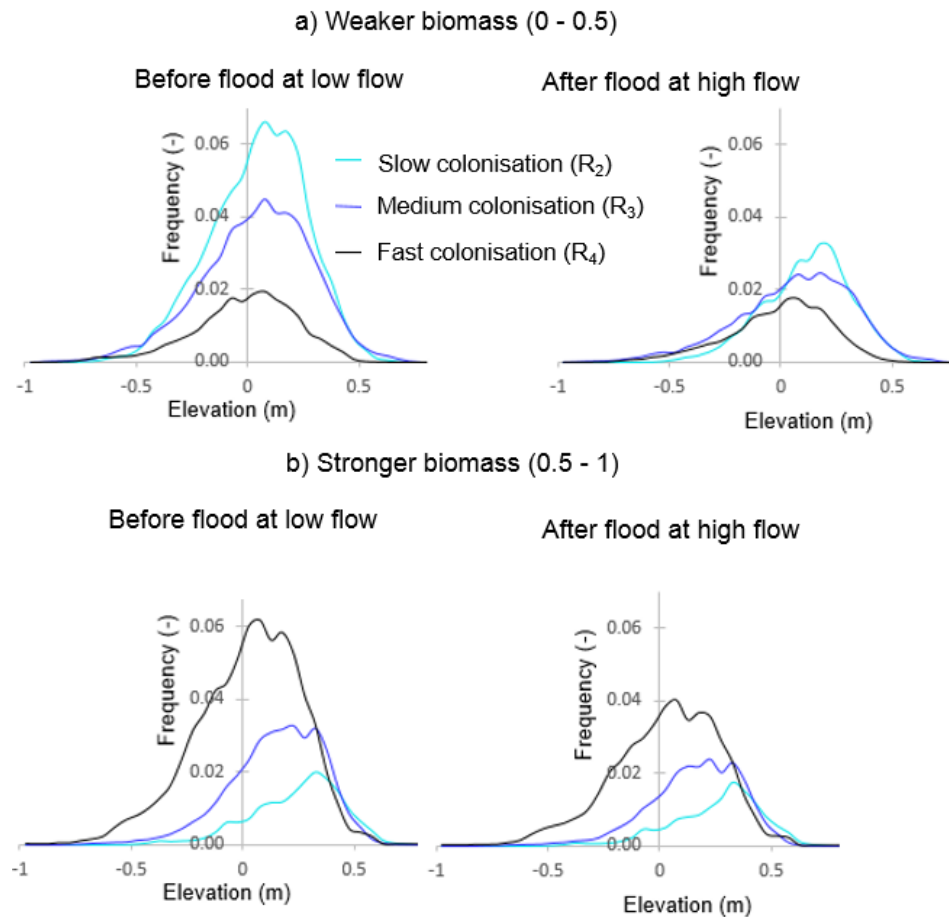 a) Weaker biomass (0 - 0.5)
Before flood at low flow
After flood at high flow
Frequency (-)
0.06
0.04
0.02
0.00
-1
-0.5
0
0.5
Elevation (m)
Slow colonisation (R₂)
Medium colonisation (R₃)
Fast colonisation (R₄)
Frequency (-)
0.06
0.04
0.02
0.00
-1
-0.5
0
0.5
Elevation (m)
b) Stronger biomass (0.5 - 1)
Before flood at low flow
After flood at high flow
Frequency (-)
0.06
0.04
0.02
0.00
-1
-0.5
0
0.5
Elevation (m)
Frequency (-)
0.06
0.04
0.02
0.00
-1
-0.5
0
0.5
Elevation (m)